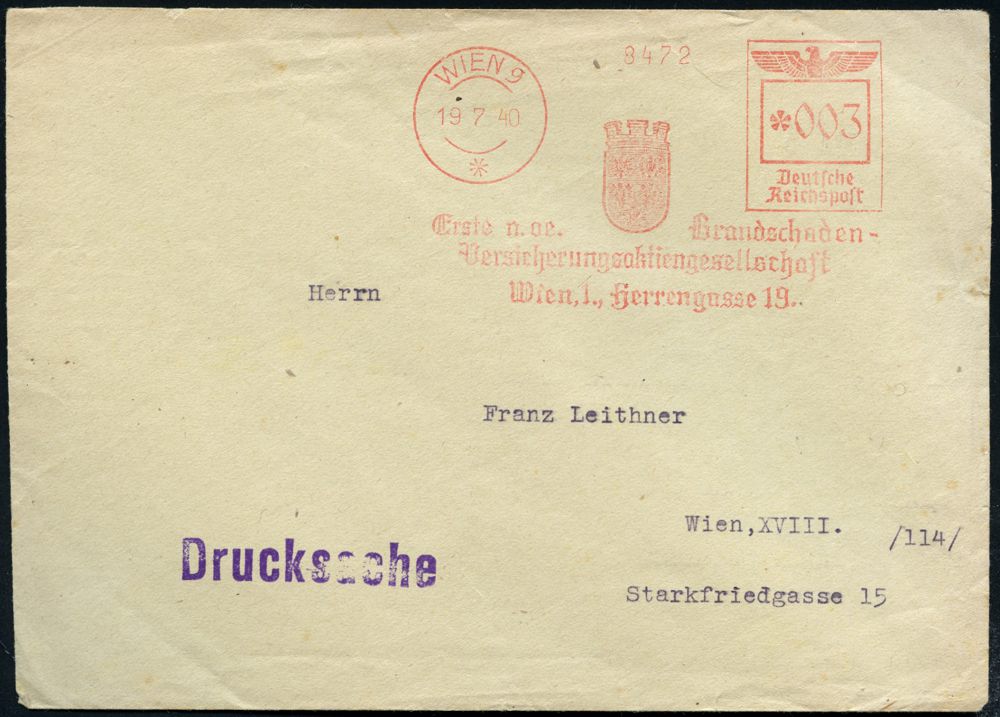 WIEN 9
19 7 40
8472
*003
Deutsche
Reichspost
Erste n. oe. Brandschaden-
Versicherungsaktiengesellschaft
Wien, 1., Herrengasse 19.
Herrn
Franz Leithner
Wien,XVIII. /114/
Starkfriedgasse 15
Drucksache